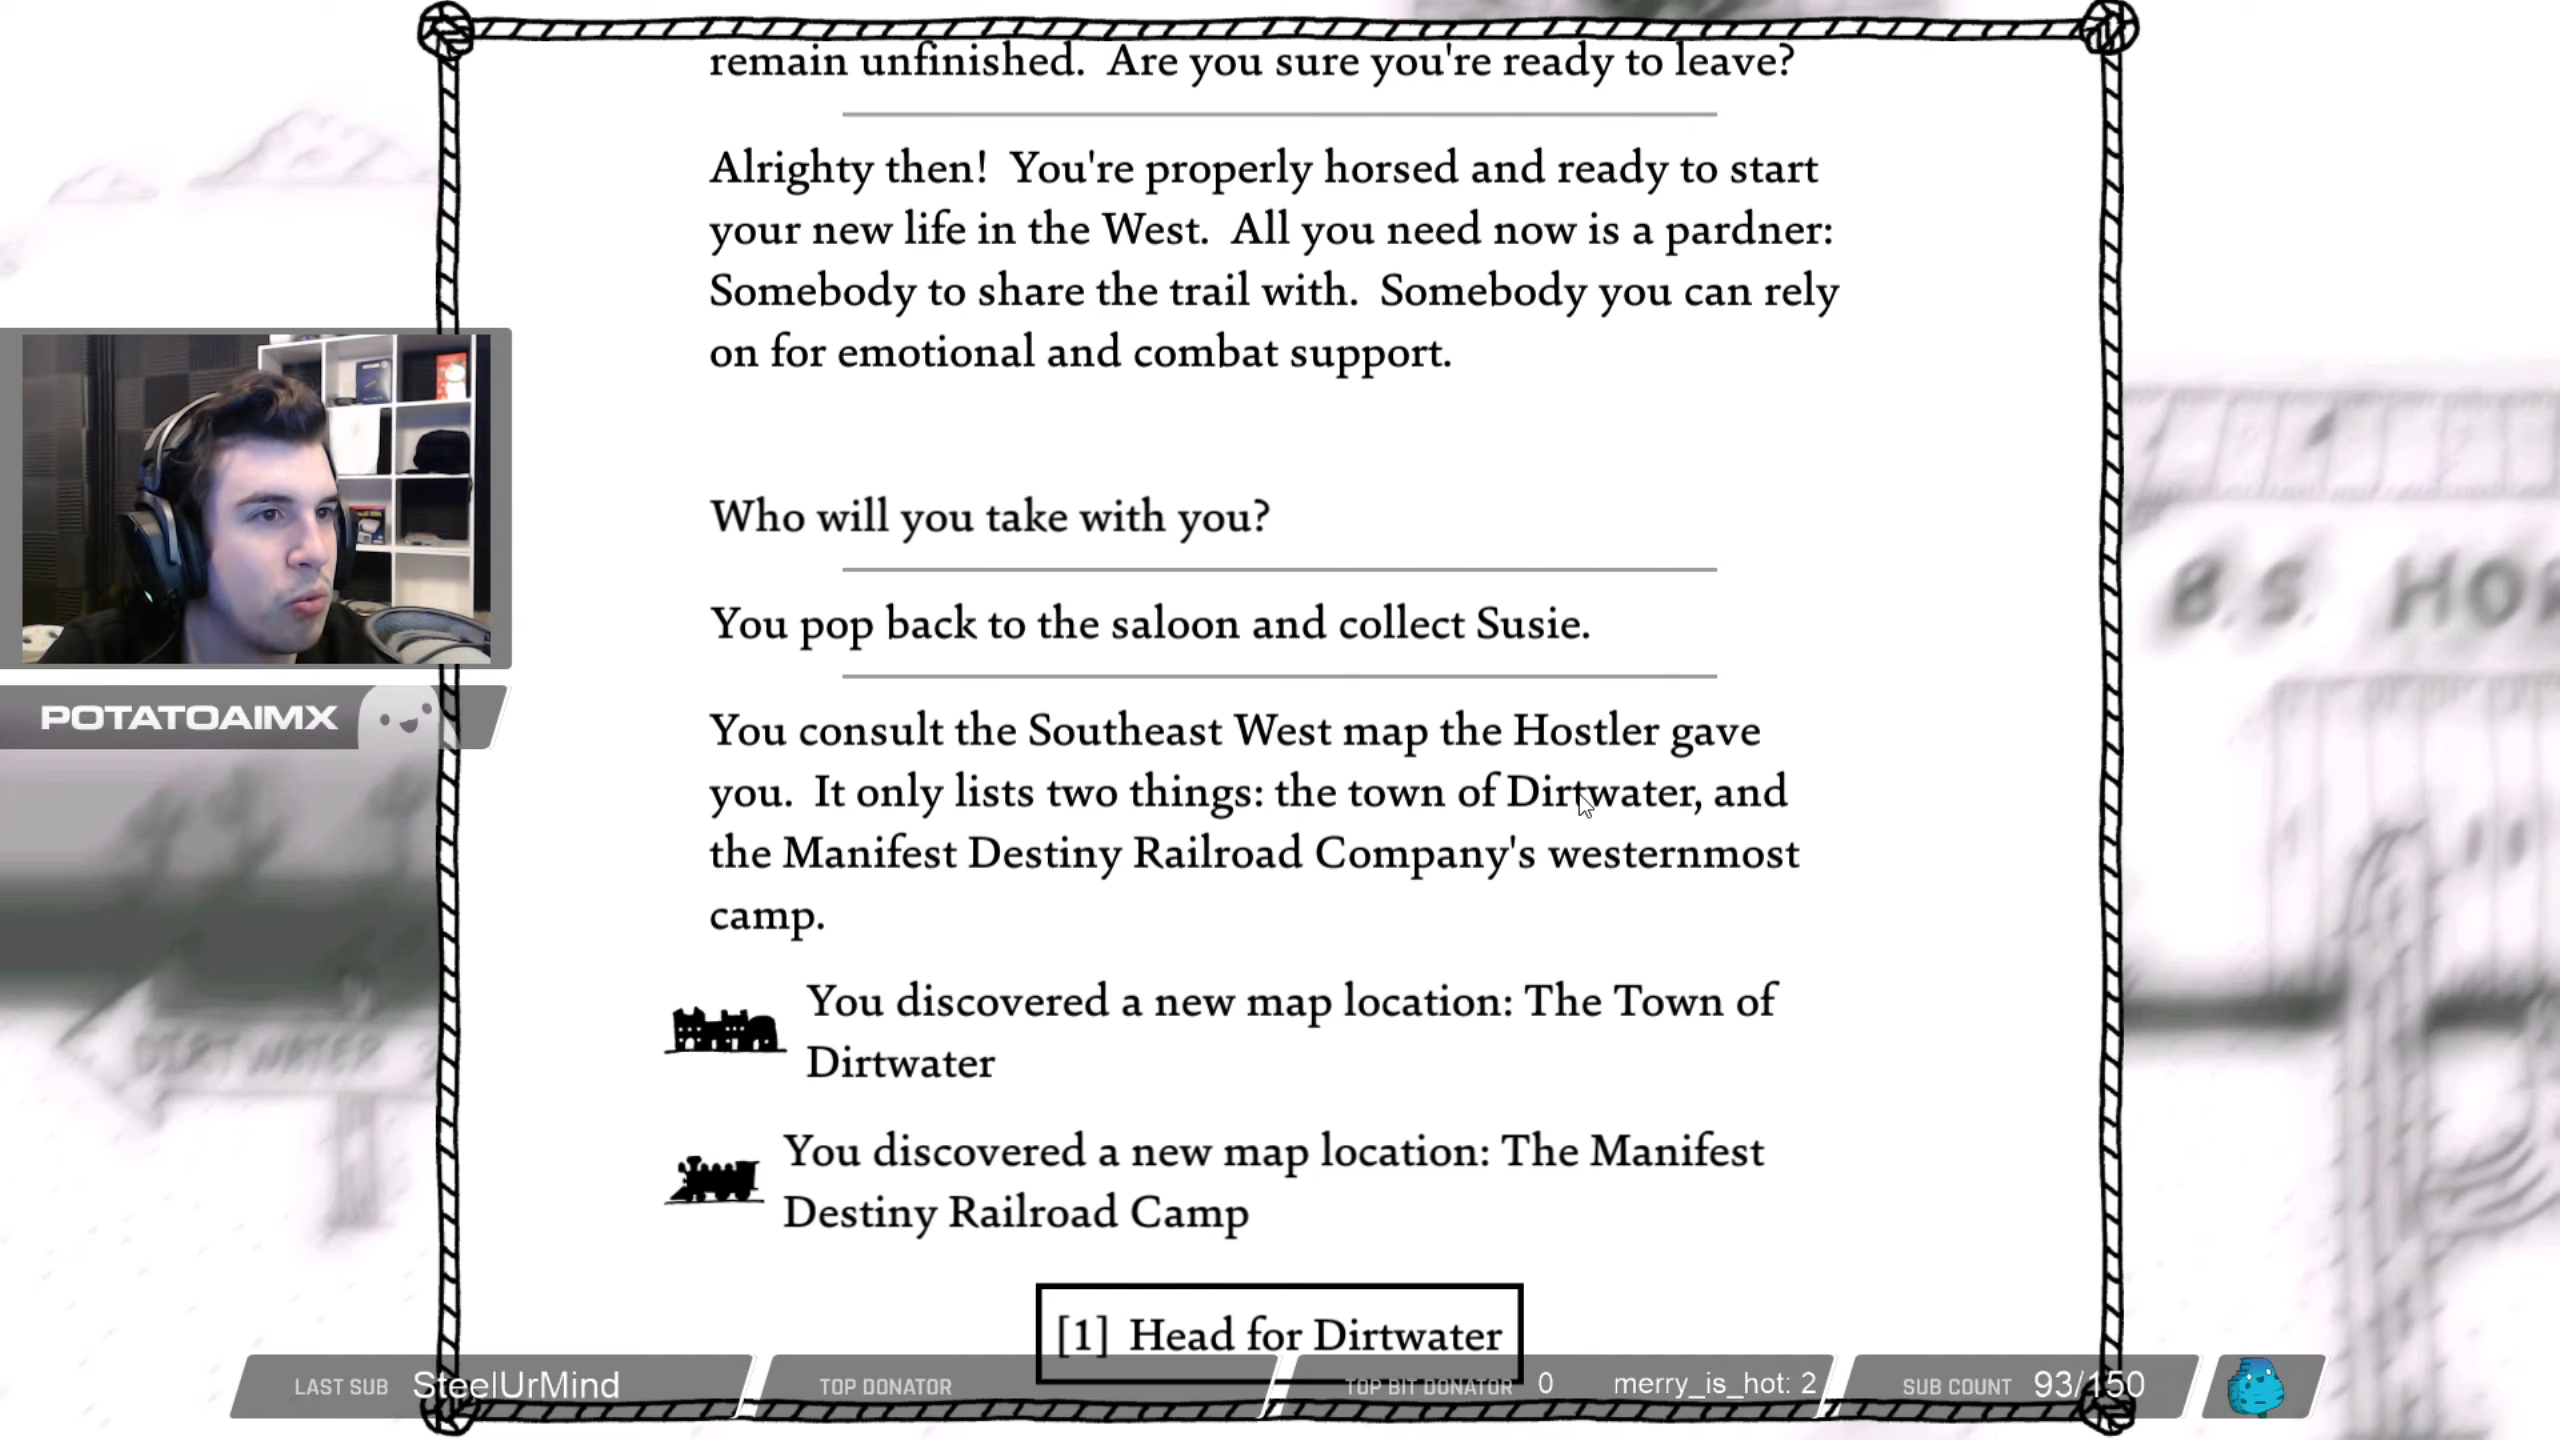 remain unfinished.  Are you sure you're ready to leave?
Alrighty then!  You're properly horsed and ready to start
your new life in the West.  All you need now is a pardner:
Somebody to share the trail with.  Somebody you can rely
on for emotional and combat support.
Who will you take with you?
You pop back to the saloon and collect Susie.
You consult the Southeast West map the Hostler gave
you.  It only lists two things: the town of Dirtwater, and
the Manifest Destiny Railroad Company's westernmost
camp.
You discovered a new map location: The Town of
Dirtwater
You discovered a new map location: The Manifest
Destiny Railroad Camp
[1] Head for Dirtwater
POTATOAIMX
B.S. HO
DIRTWATER
LAST SUB SteelUrMind
TOP DONATOR
TOP BIT DONATOR 0 merry_is_hot: 2
SUB COUNT 93/150